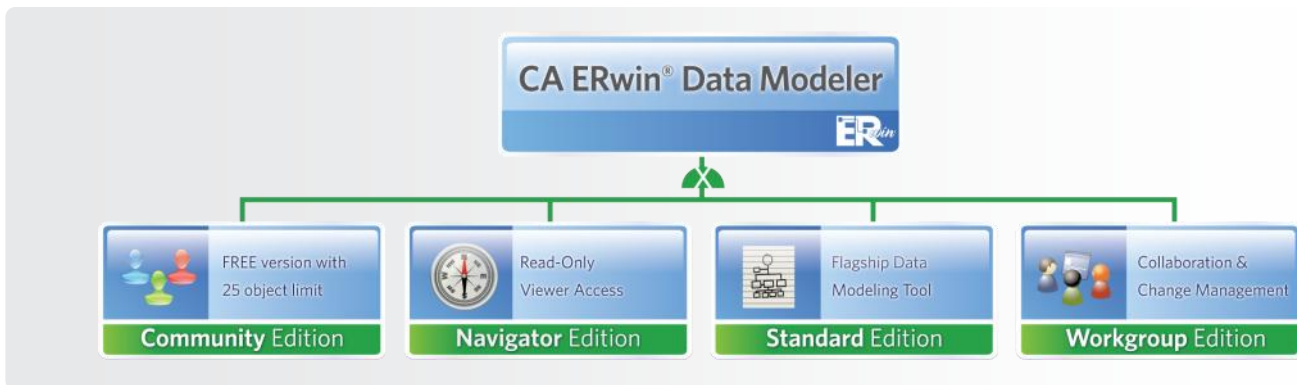 CA ERwin® Data Modeler
ERwin
FREE version with
25 object limit
Community Edition
Read-Only
Viewer Access
Navigator Edition
Flagship Data
Modeling Tool
Standard Edition
Collaboration &
Change Management
Workgroup Edition